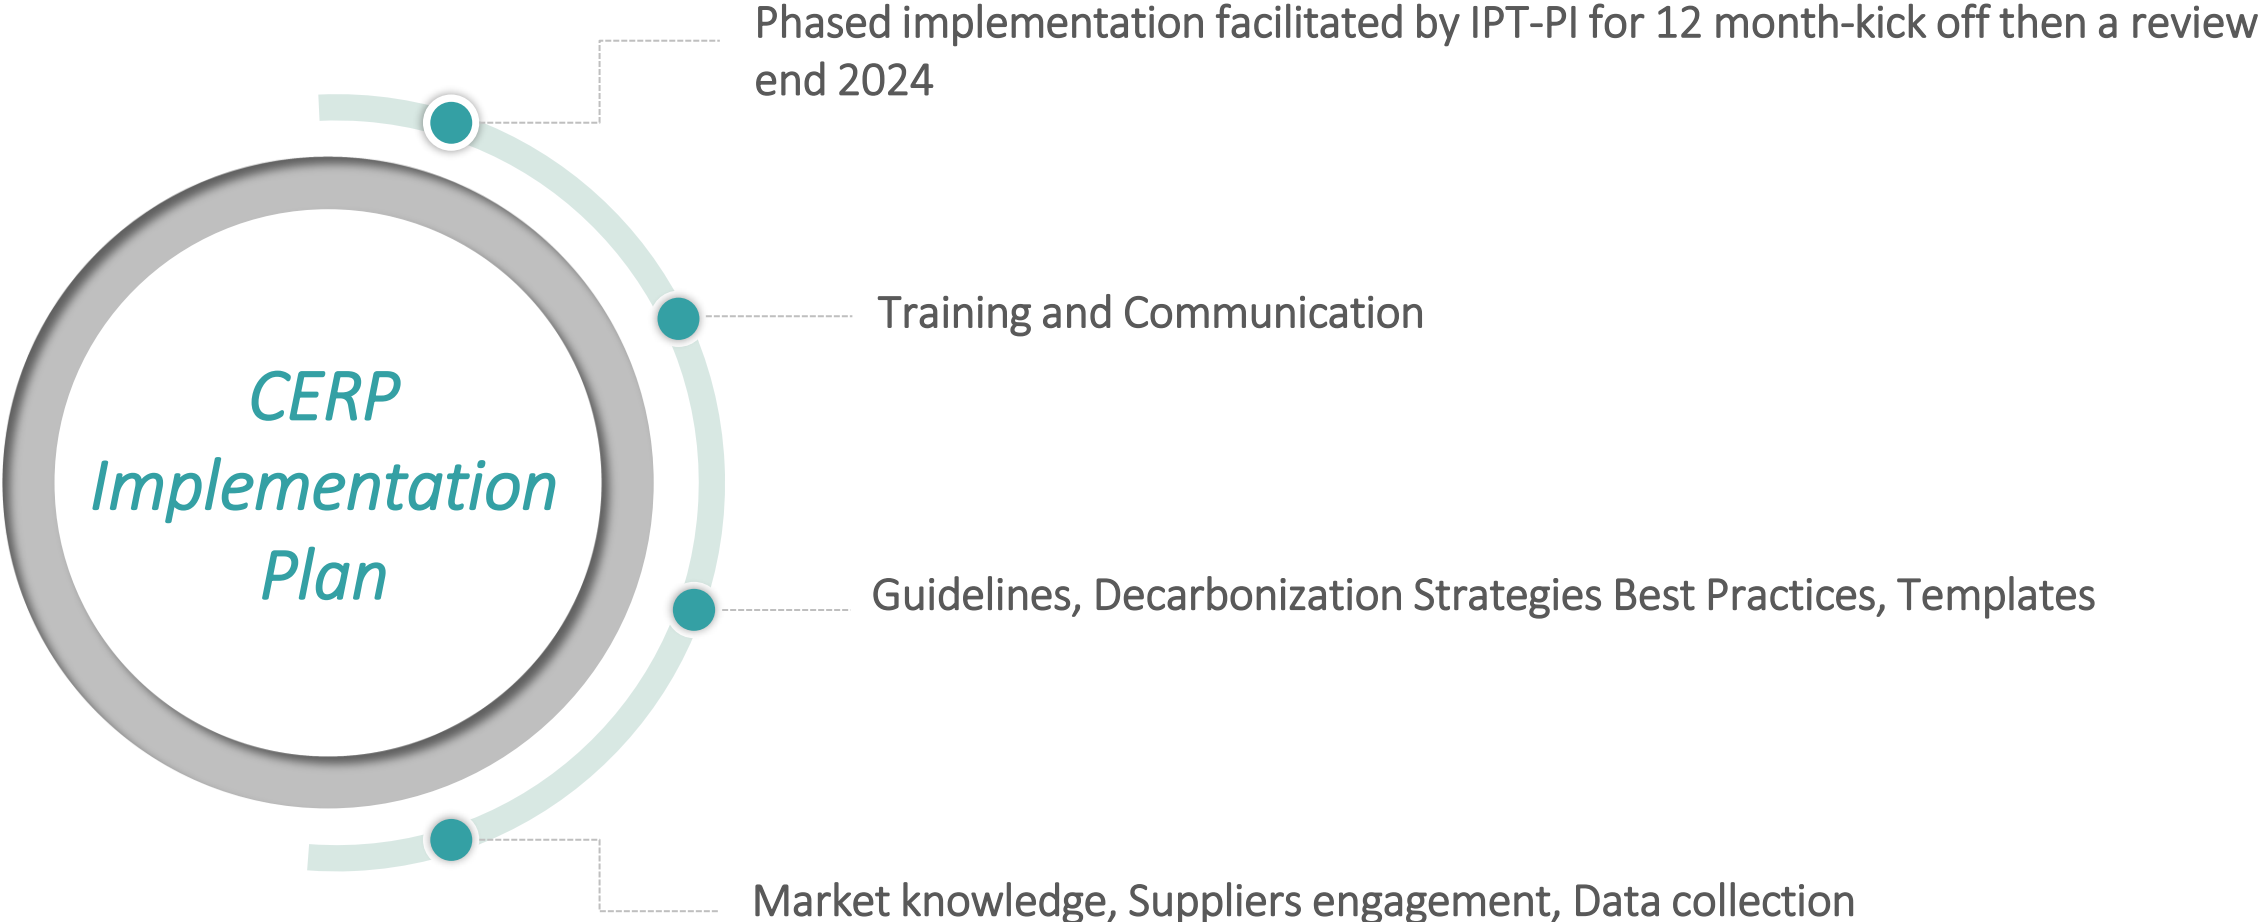 Phased implementation facilitated by IPT-PI for 12 month-kick off then a review
end 2024
Training and Communication
CERP
Implementation
Plan
Guidelines, Decarbonization Strategies Best Practices, Templates
Market knowledge, Suppliers engagement, Data collection